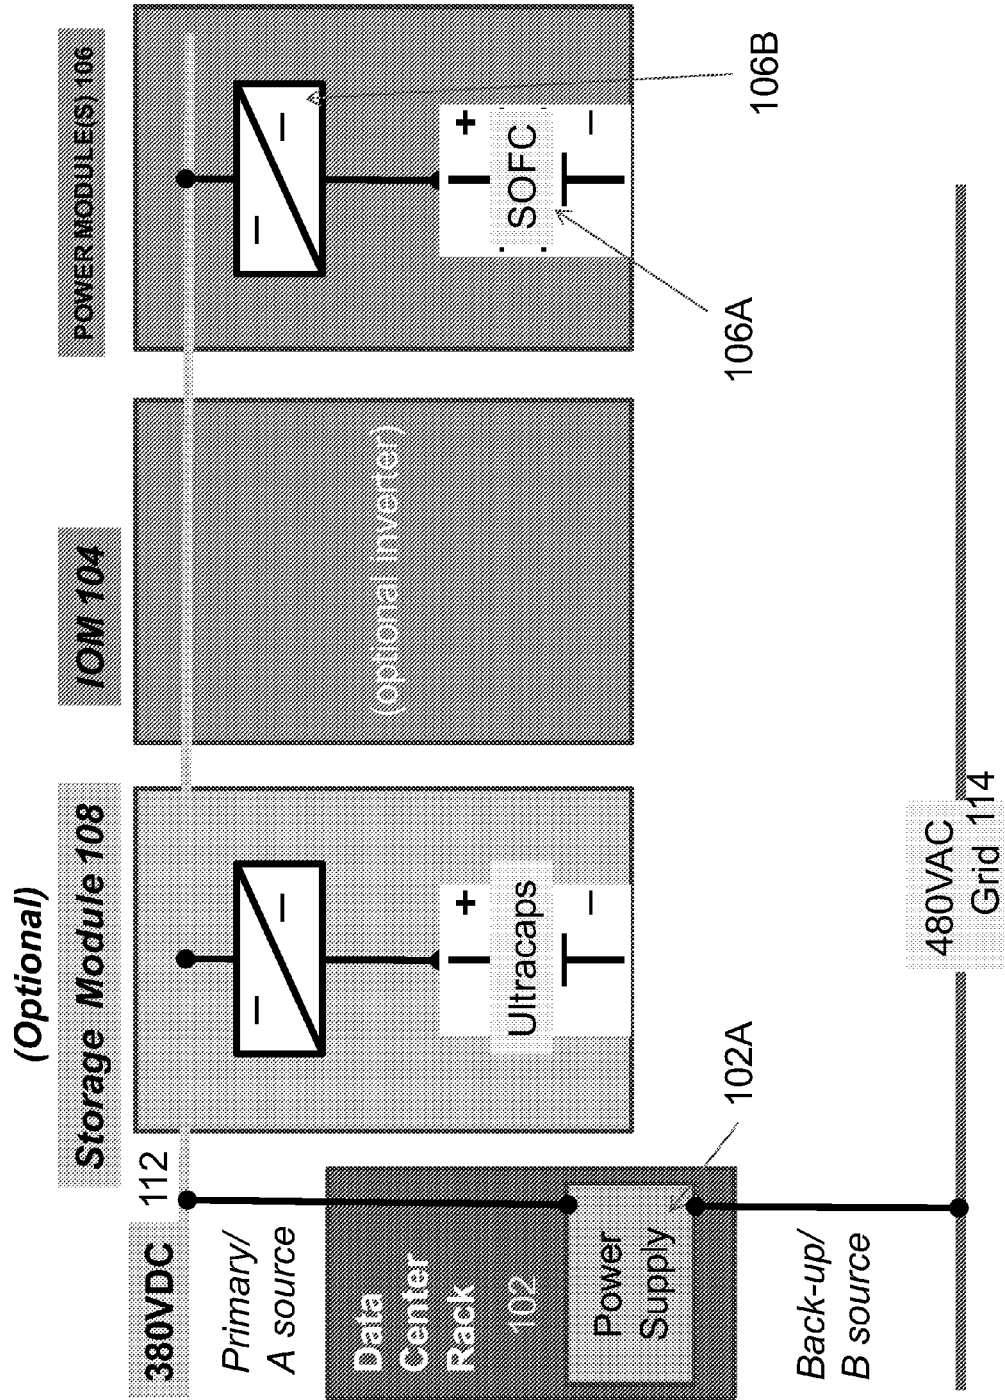 (Optional)
Storage Module 108
IOM 104
POWER MODULE(S) 106
380VDC
112
Primary/
A source
Data
Center
Rack
102
Power
Supply
102A
Back-up/
B source
– –
+
Ultracaps
–
(optional inverter)
– –
106B
+
SOFC
–
106A
480VAC
Grid 114